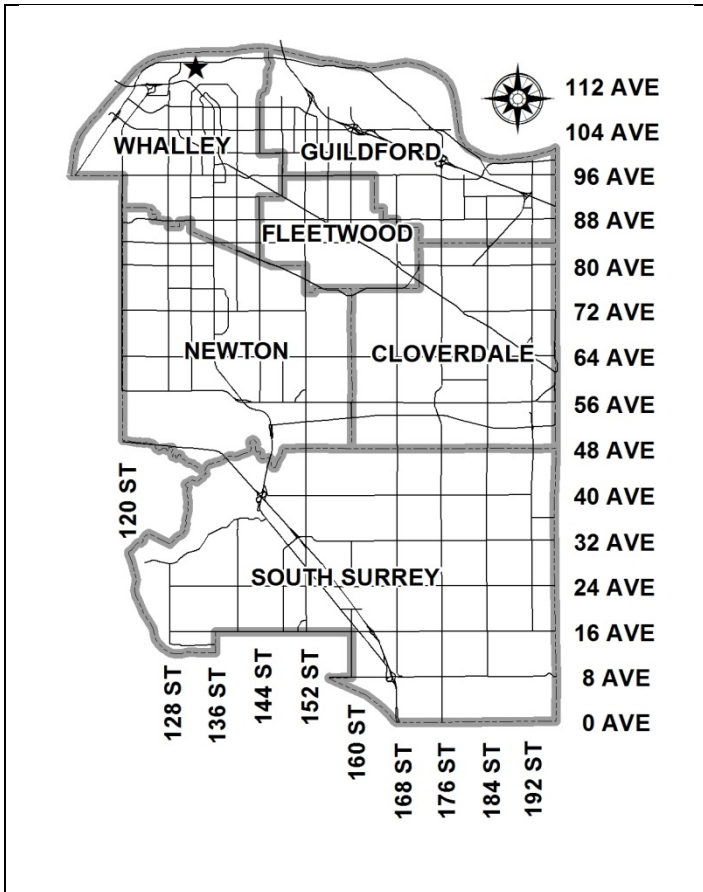 112 AVE
104 AVE
WHALLEY
GUILDFORD
96 AVE
88 AVE
FLEETWOOD
80 AVE
72 AVE
NEWTON
CLOVERDALE
64 AVE
56 AVE
48 AVE
120 ST
40 AVE
32 AVE
SOUTH SURREY
24 AVE
16 AVE
8 AVE
0 AVE
128 ST
136 ST
144 ST
152 ST
160 ST
168 ST
176 ST
184 ST
192 ST